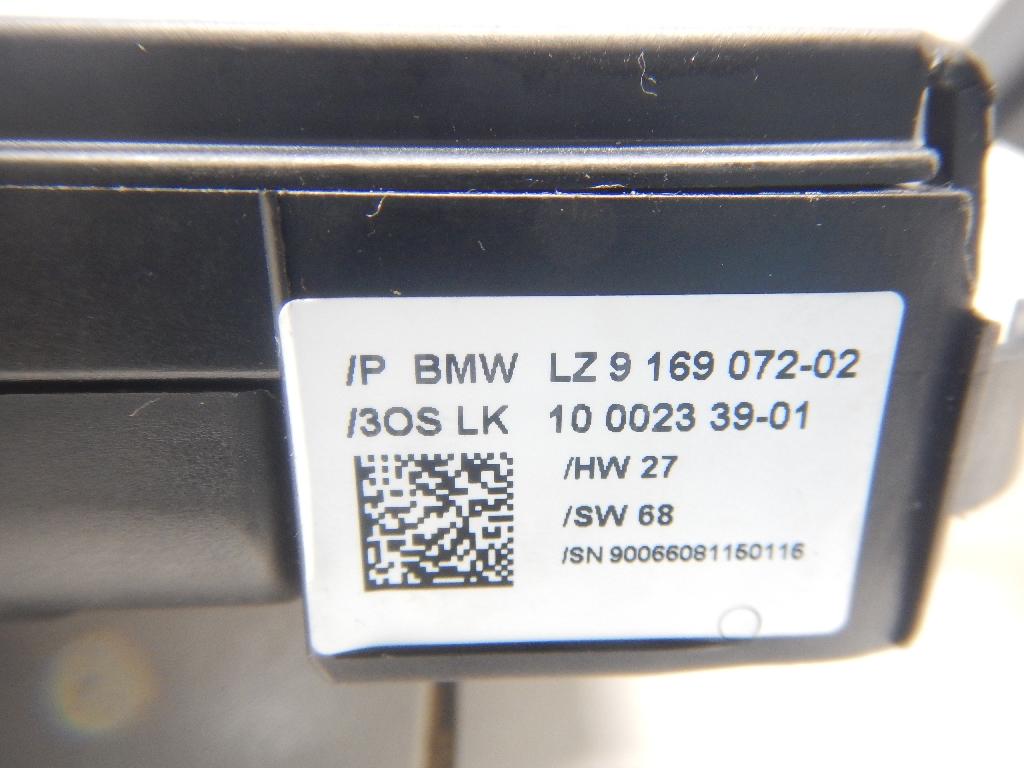 /P BMW LZ 9 169 072-02
/3OS LK 10 0023 39-01
/HW 27
/SW 68
/SN 90066081150116